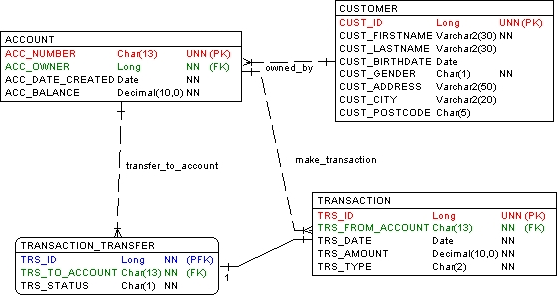 CUSTOMER
CUST_ID Long UNN (PK)
CUST_FIRSTNAME Varchar2(30) NN
CUST_LASTNAME Varchar2(30)
CUST_BIRTHDATE Date
CUST_GENDER Char(1) NN
CUST_ADDRESS Varchar2(50)
CUST_CITY Varchar2(20)
CUST_POSTCODE Char(5)
ACCOUNT
ACC_NUMBER Char(13) UNN (PK)
ACC_OWNER Long NN (FK)
ACC_DATE_CREATED Date NN
ACC_BALANCE Decimal(10,0) NN
owned_by
transfer_to_account
make_transaction
TRANSACTION
TRS_ID Long UNN (PK)
TRS_FROM_ACCOUNT Char(13) NN (FK)
TRS_DATE Date NN
TRS_AMOUNT Decimal(10,0) NN
TRS_TYPE Char(2) NN
TRANSACTION_TRANSFER
TRS_ID Long NN (PFK)
TRS_TO_ACCOUNT Char(13) NN (FK)
TRS_STATUS Char(1) NN
1